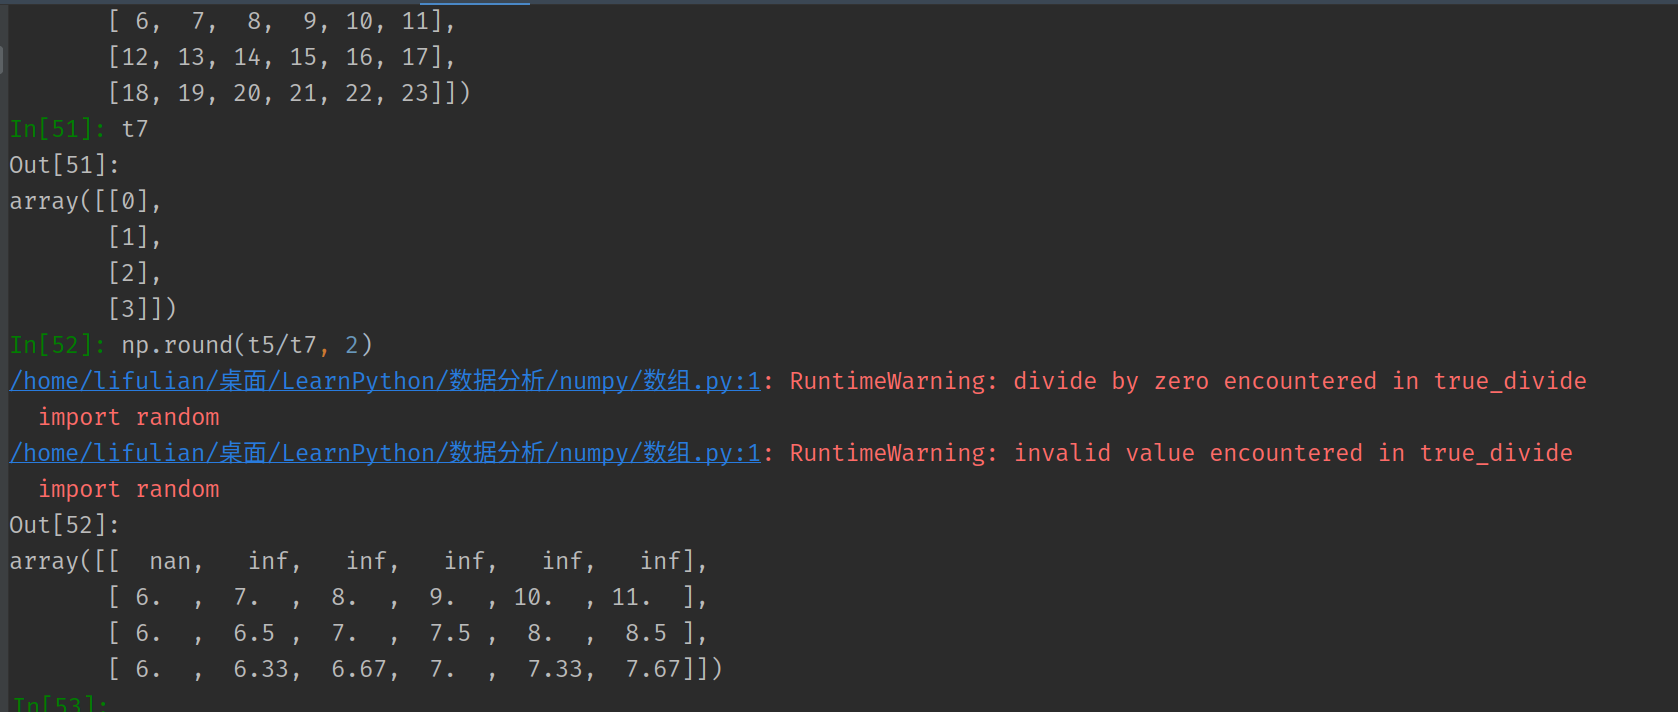 [ 6,  7,  8,  9, 10, 11],
[12, 13, 14, 15, 16, 17],
[18, 19, 20, 21, 22, 23]])
In[51]: t7
Out[51]:
array([[0],
[1],
[2],
[3]])
In[52]: np.round(t5/t7, 2)
/home/lifulian/桌面/LearnPython/数据分析/numpy/数组.py:1: RuntimeWarning: divide by zero encountered in true_divide
import random
/home/lifulian/桌面/LearnPython/数据分析/numpy/数组.py:1: RuntimeWarning: invalid value encountered in true_divide
import random
Out[52]:
array([[  nan,   inf,   inf,   inf,   inf,   inf],
[ 6.  ,  7.  ,  8.  ,  9.  , 10.  , 11.  ],
[ 6.  ,  6.5 ,  7.  ,  7.5 ,  8.  ,  8.5 ],
[ 6.  ,  6.33,  6.67,  7.  ,  7.33,  7.67]])
In[53]: